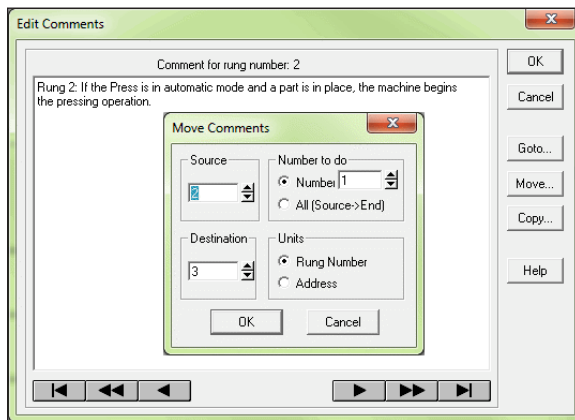 Edit Comments
Comment for rung number: 2
Rung 2: If the Press is in automatic mode and a part is in place, the machine begins
the pressing operation.
Move Comments
Source
2
Number to do
Number 1
All (Source->End)
Destination
3
Units
Rung Number
Address
OK
Cancel
OK
Cancel
Goto...
Move...
Copy...
Help